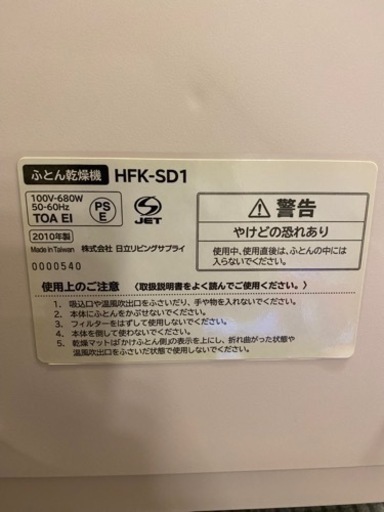 ふとん乾燥機 HFK-SD1
100V-680W
50-60Hz
TOA EI
PS
E
JET
2010年製
Made in Taiwan 株式会社 日立リビングサプライ
0000540
警告
やけどの恐れあり
使用中、使用直後は、ふとんの中には
入らないでください。
使用上のご注意 〈取扱説明書をよく読んでご使用ください。〉
1. 吸込口や温風吹出口をふさいだり、手や物を入れないでください。
2. 本体にふとんをかぶせないでください。
3. フィルターをはずして使用しないでください。
4. 本体を倒して使わないでください。
5. 乾燥マットは「かけふとん側」の表示を上にし、折れ曲がった状態や
温風吹出口をふさいだ状態で使用しないでください。